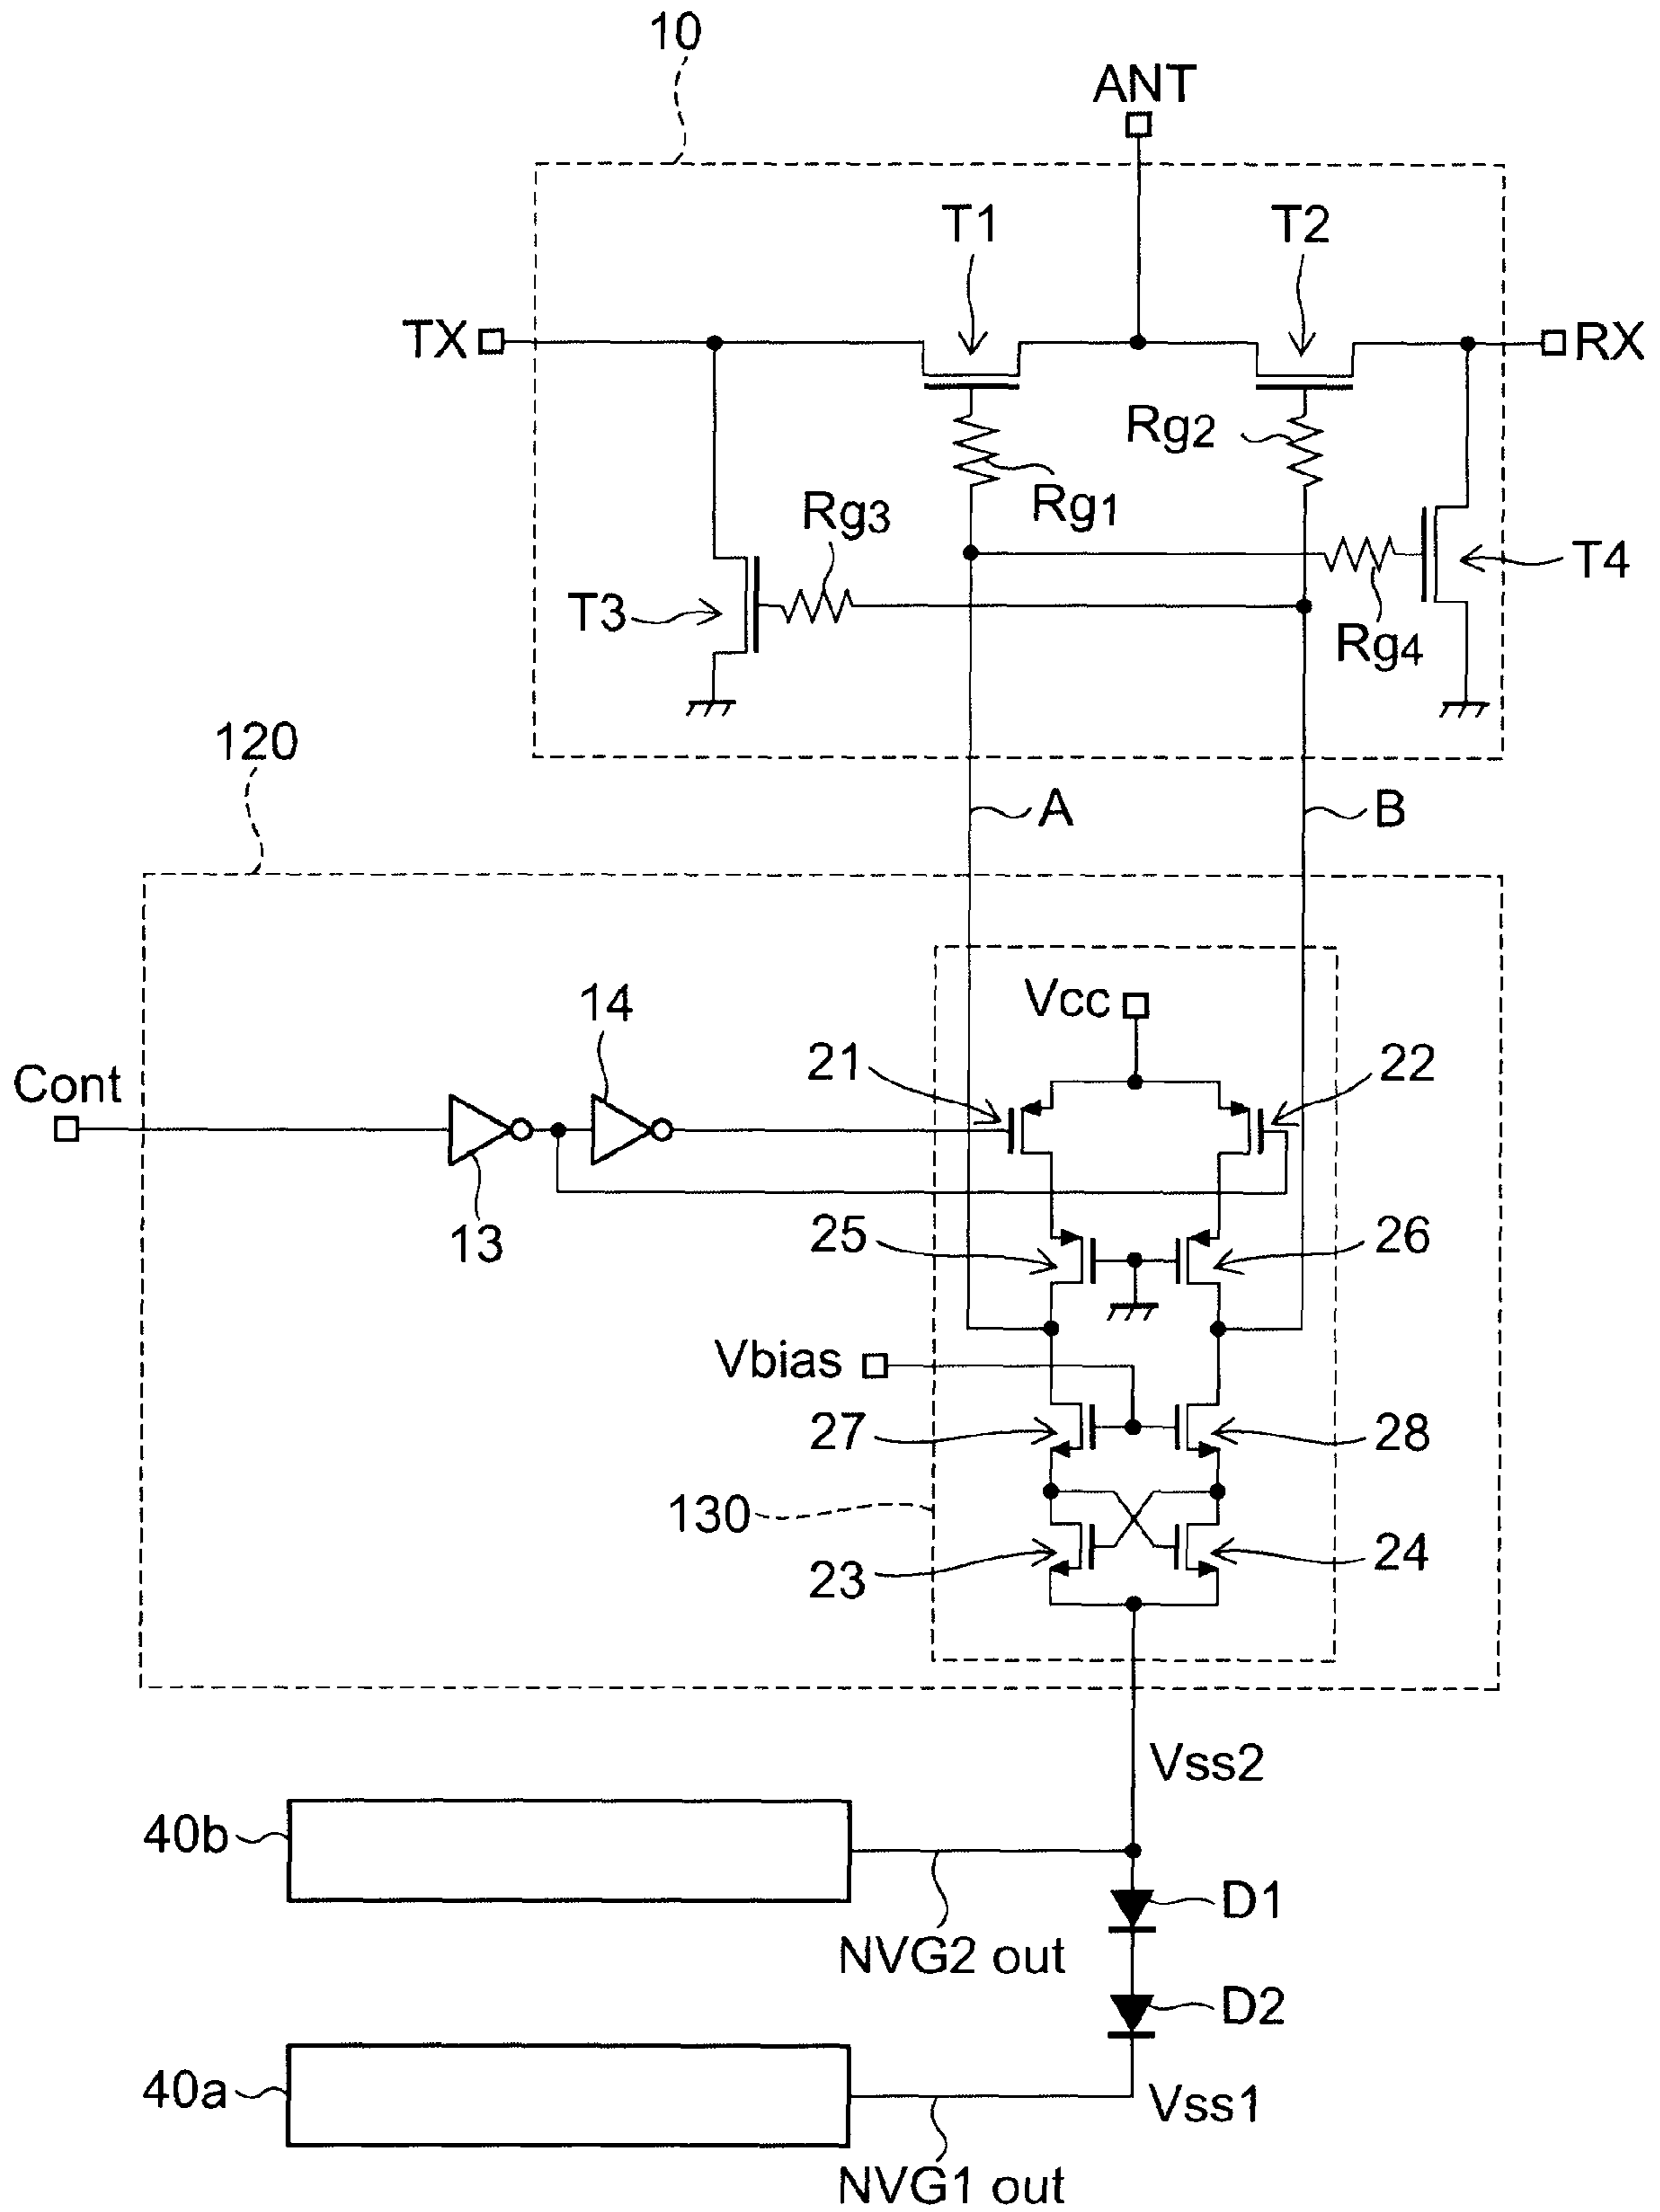 10
ANT
T1
T2
TX
RX
Rg2
Rg1
Rg3
T4
T3
Rg4
120
A
B
Vcc
14
21
22
Cont
13
25
26
Vbias
27
28
130
23
24
Vss2
40b
D1
NVG2 out
D2
40a
Vss1
NVG1 out